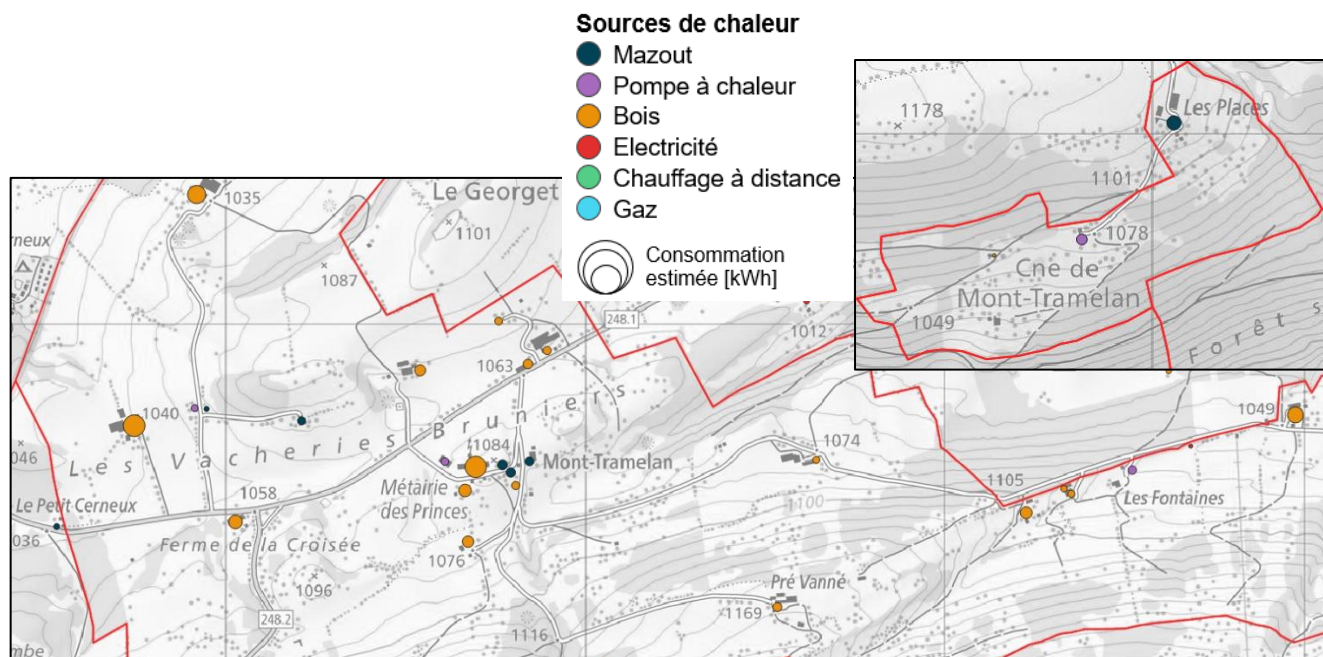 Sources de chaleur
Mazout
Pompe à chaleur
Bois
Electricité
Chauffage à distance
Gaz
Consommation
estimée [kWh]
1178
Les Places
1101
1078
Cne de
Mont-Tramelan
1049
Forêt s
1035
Le Georget
1101
erneux
1087
248.1
1012
1063
1040
1049
Les Vacheries Bruniers
1084
Mont-Tramelan
1074
046
Métairie
des Princes
1058
1100
1105
Les Fontaines
Le Petit Cerneux
036
Ferme de la Croisée
1076
1096
Pré Vanné
1169
248.2
1116
mbe